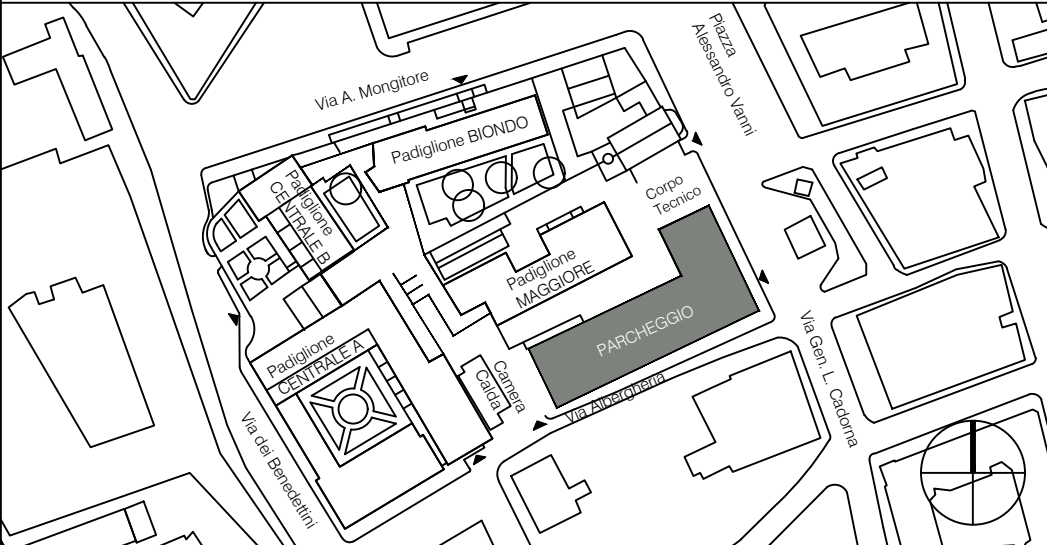 Piazza
Alessandro Vanni
Via A. Mongitore
Padiglione BIONDO
Padiglione
CENTRALE B
Corpo
Tecnico
Padiglione
MAGGIORE
PARCHEGGIO
Via Gen. L. Cadorna
Padiglione
CENTRALE A
Camera
Calda
Via Albergheria
Via dei Benedettini